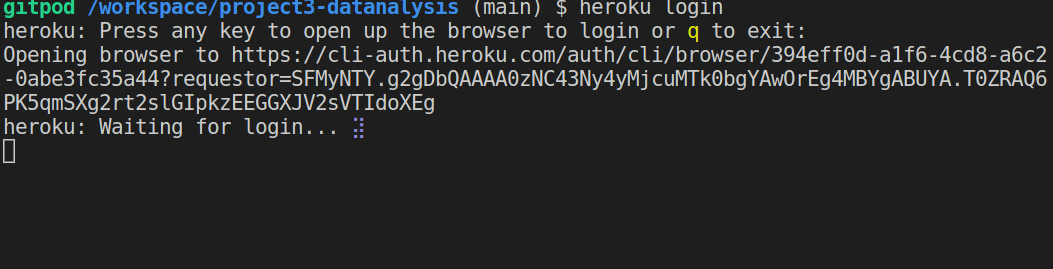 gitpod /workspace/project3-datanalysis (main) $ heroku login
heroku: Press any key to open up the browser to login or q to exit:
Opening browser to https://cli-auth.heroku.com/auth/cli/browser/394eff0d-a1f6-4cd8-a6c2
-0abe3fc35a44?requestor=SFMyNTY.g2gDbQAAAA0zNC43Ny4yMjcuMTk0bgYAwOrEg4MBYgABUYA.T0ZRAQ6
PK5qmSXg2rt2slGIpkzEEGGXJV2sVTIdoXEg
heroku: Waiting for login... ⣽